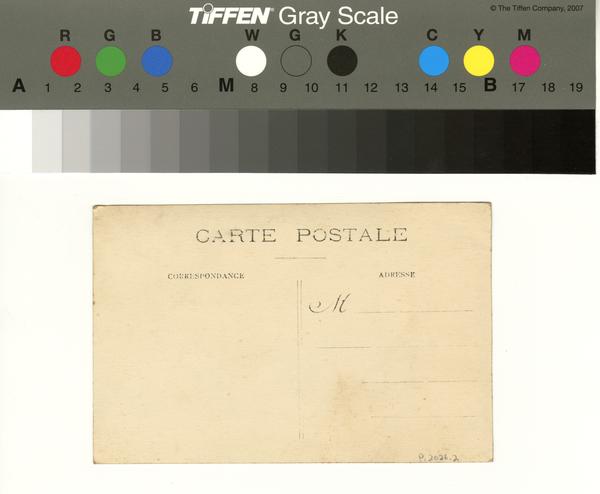 TIFFEN® Gray Scale
© The Tiffen Company, 2007
R G B W G K C Y M
A 1 2 3 4 5 6 M 8 9 10 11 12 13 14 15 B 17 18 19
CARTE POSTALE
CORRESPONDANCE
ADRESSE
M
P.2026.2